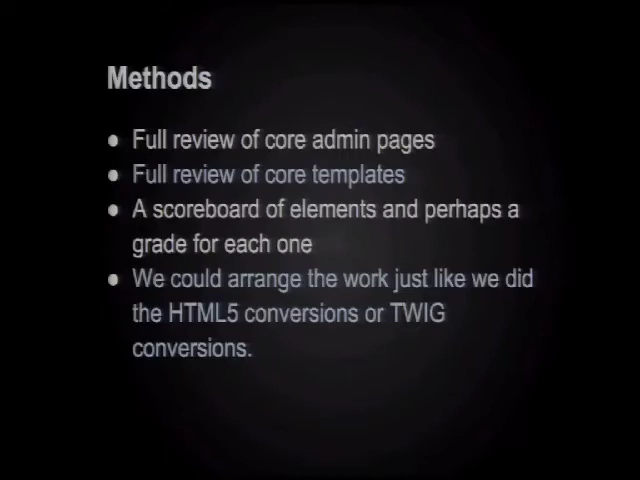 Methods
● Full review of core admin pages
● Full review of core templates
● A scoreboard of elements and perhaps a
grade for each one
● We could arrange the work just like we did
the HTML5 conversions or TWIG
conversions.